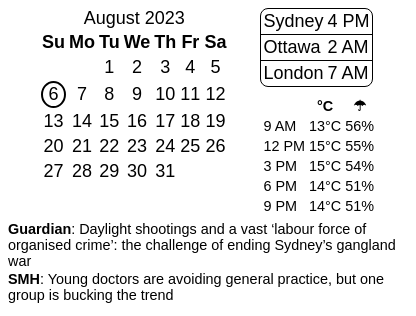 August 2023
Su Mo Tu We Th Fr Sa
1 2 3 4 5
6 7 8 9 10 11 12
13 14 15 16 17 18 19
20 21 22 23 24 25 26
27 28 29 30 31
Sydney 4 PM
Ottawa 2 AM
London 7 AM
°C ☂
9 AM 13°C 56%
12 PM 15°C 55%
3 PM 15°C 54%
6 PM 14°C 51%
9 PM 14°C 51%
Guardian: Daylight shootings and a vast ‘labour force of
organised crime’: the challenge of ending Sydney’s gangland
war
SMH: Young doctors are avoiding general practice, but one
group is bucking the trend